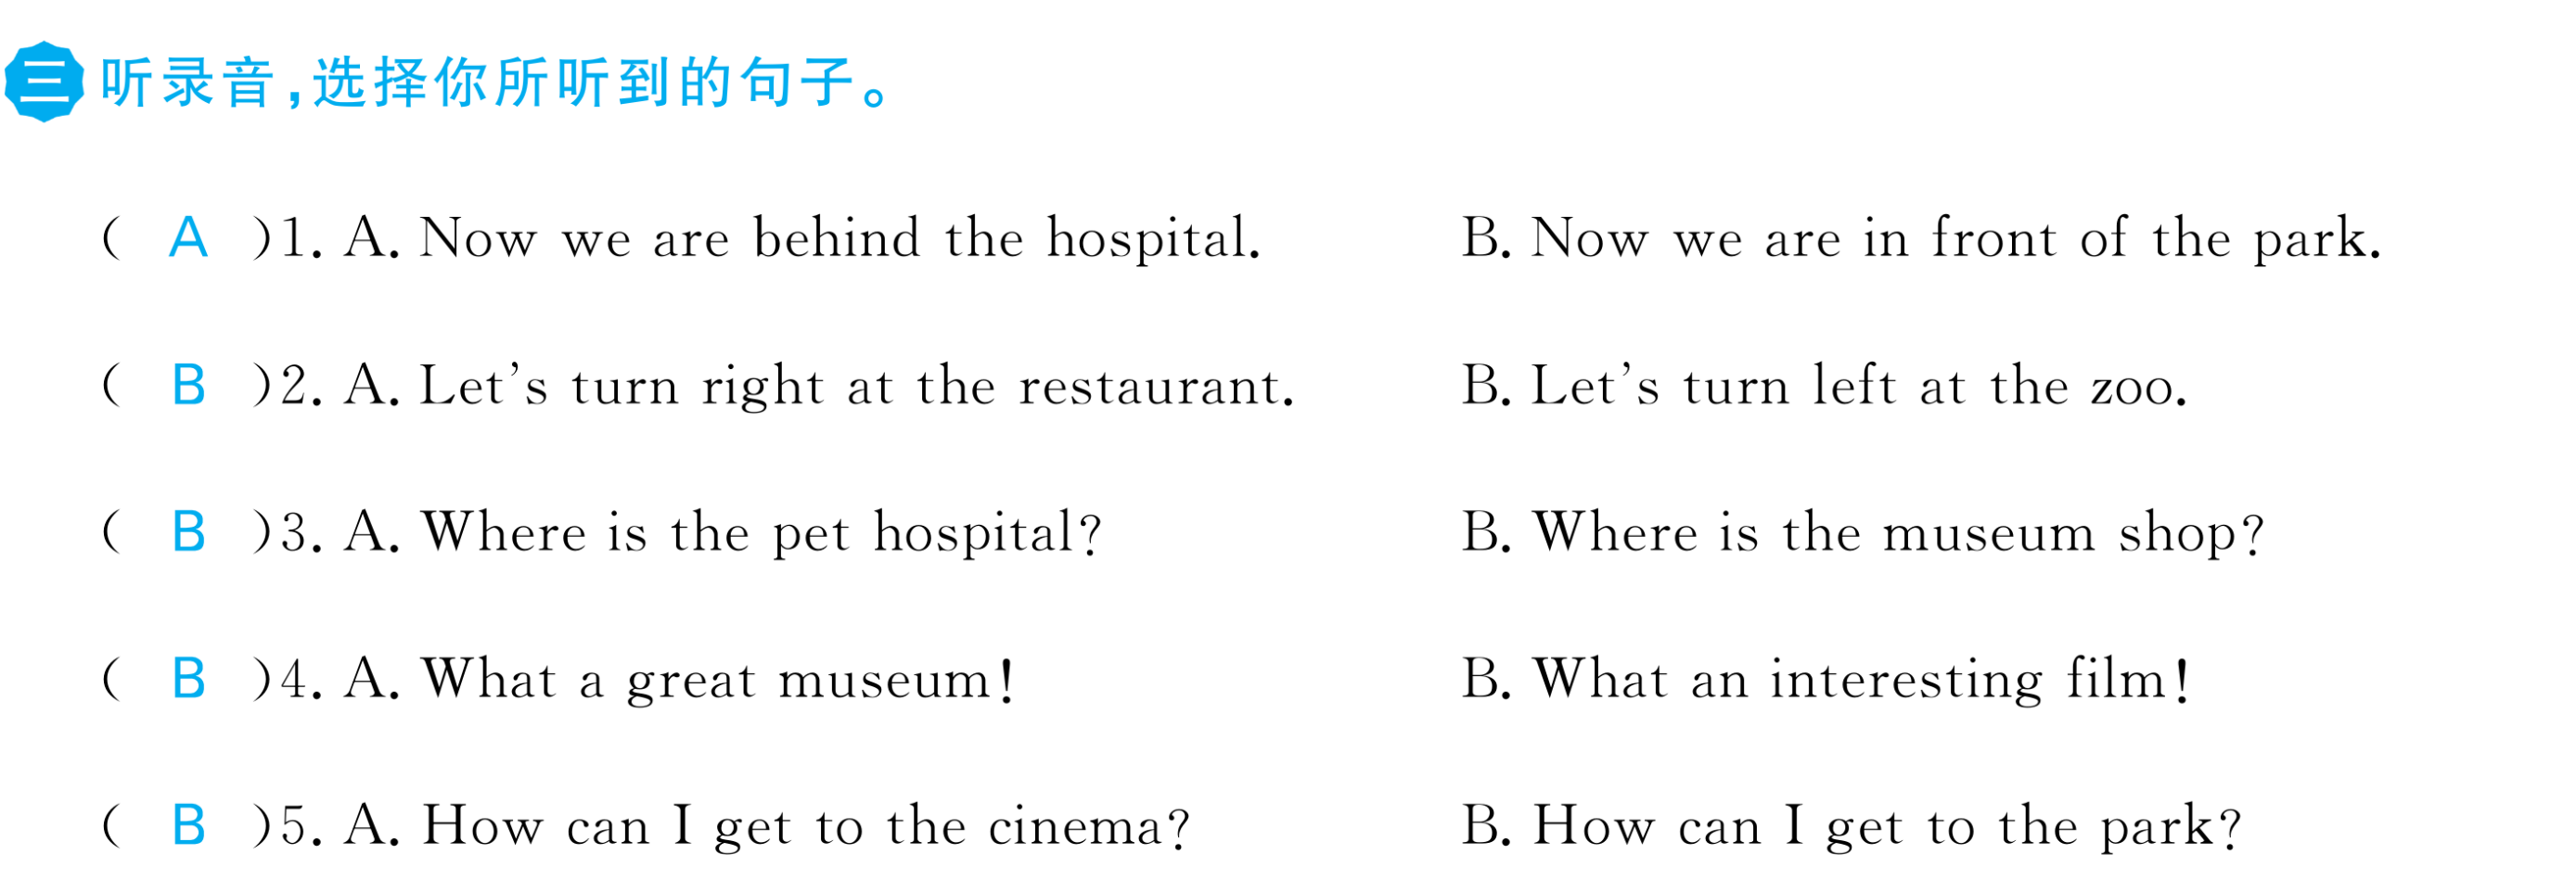 三 听录音,选择你所听到的句子。
( A )1. A. Now we are behind the hospital. B. Now we are in front of the park.
( B )2. A. Let's turn right at the restaurant. B. Let's turn left at the zoo.
( B )3. A. Where is the pet hospital? B. Where is the museum shop?
( B )4. A. What a great museum! B. What an interesting film!
( B )5. A. How can I get to the cinema? B. How can I get to the park?